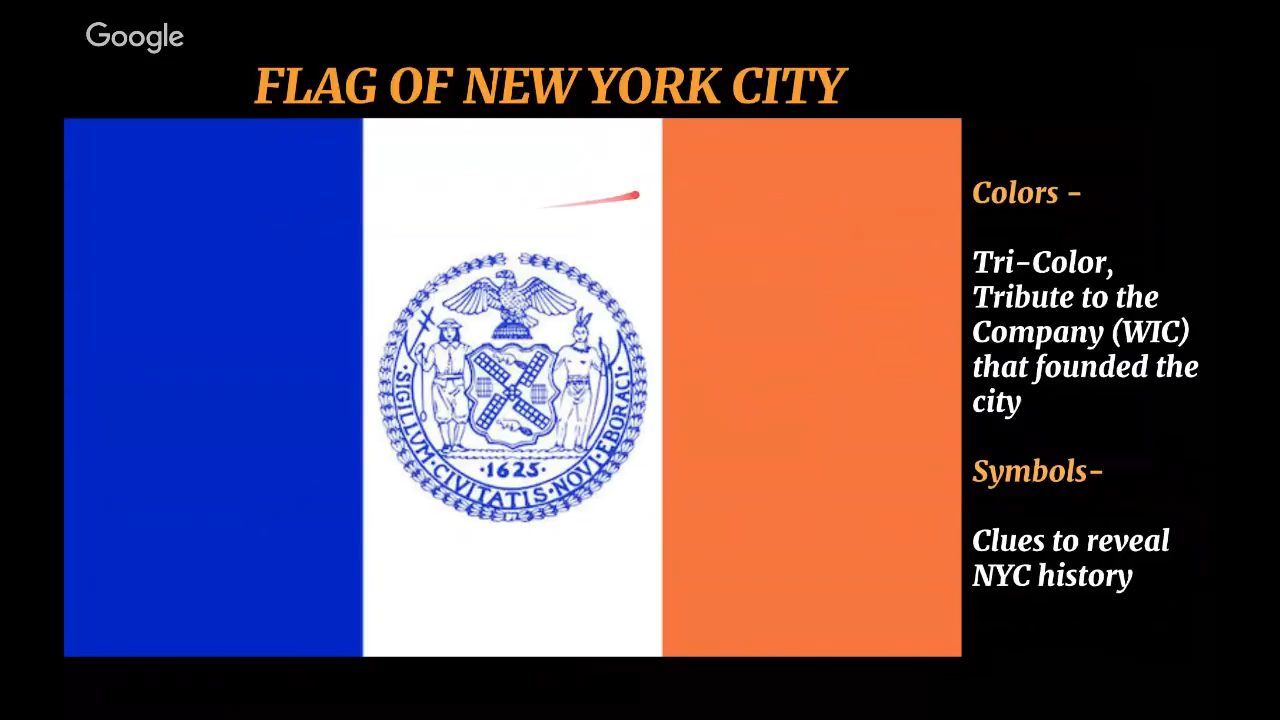 Google
FLAG OF NEW YORK CITY
Colors -
Tri-Color,
Tribute to the
Company (WIC)
that founded the
city
Symbols-
Clues to reveal
NYC history
·1625·
·SIGILLUM·CIVITATIS·NOVI·EBORACI·